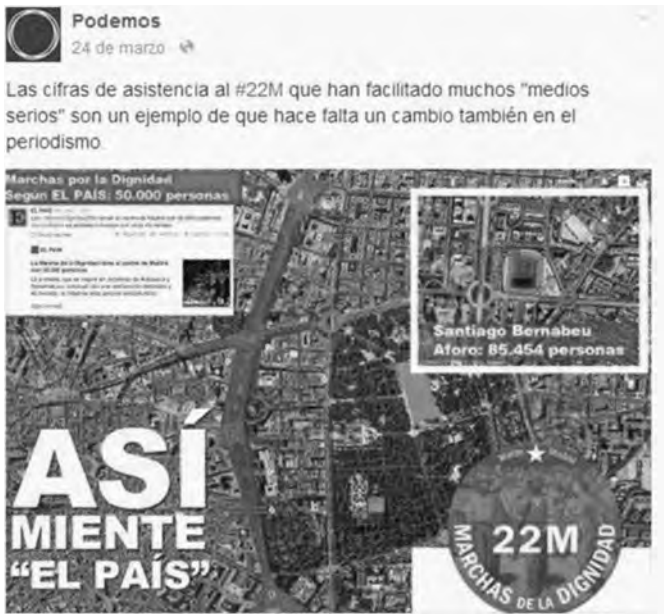 Podemos
24 de marzo
Las cifras de asistencia al #22M que han facilitado muchos "medios
serios" son un ejemplo de que hace falta un cambio también en el
periodismo.
Marchas por la Dignidad
Según EL PAÍS: 50.000 personas
E
EL PAÍS
EL PAÍS
Santiago Bernabeu
Aforo: 85.454 personas
ASÍ
MIENTE
"EL PAÍS"
22M
MARCHAS DE LA DIGNIDAD